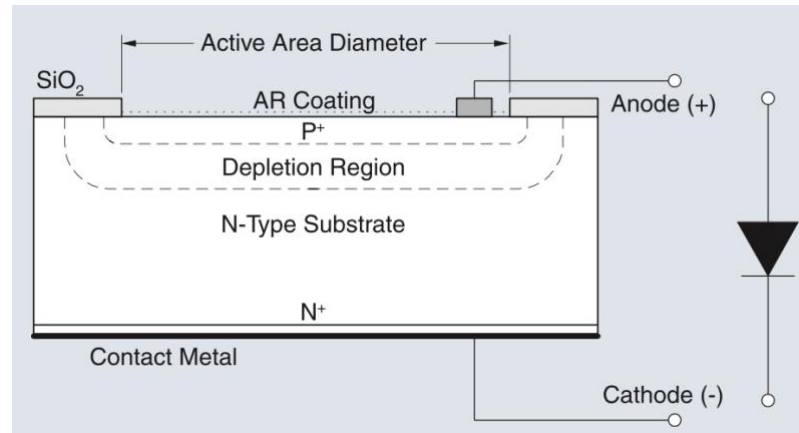 Active Area Diameter
SiO₂
AR Coating
Anode (+)
P⁺
Depletion Region
N-Type Substrate
N⁺
Contact Metal
Cathode (-)